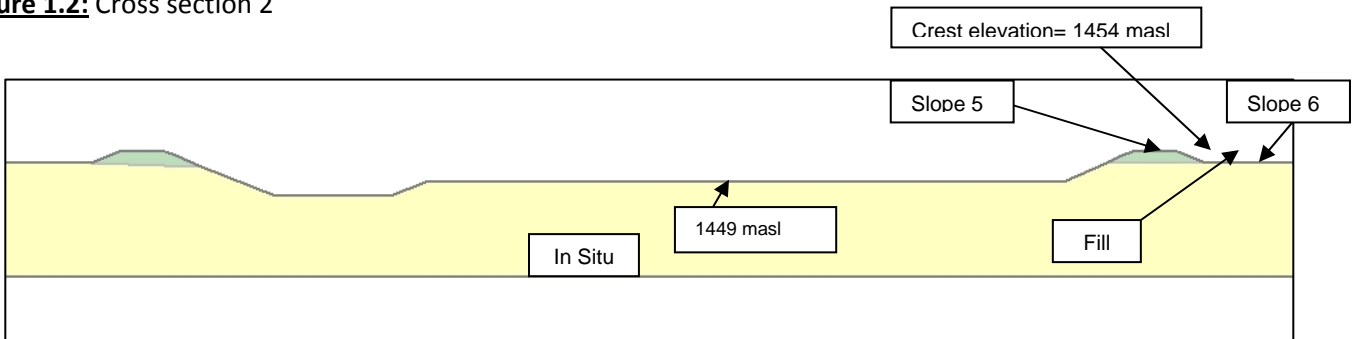 ure 1.2: Cross section 2
Crest elevation= 1454 masl
Slope 5
Slope 6
1449 masl
Fill
In Situ